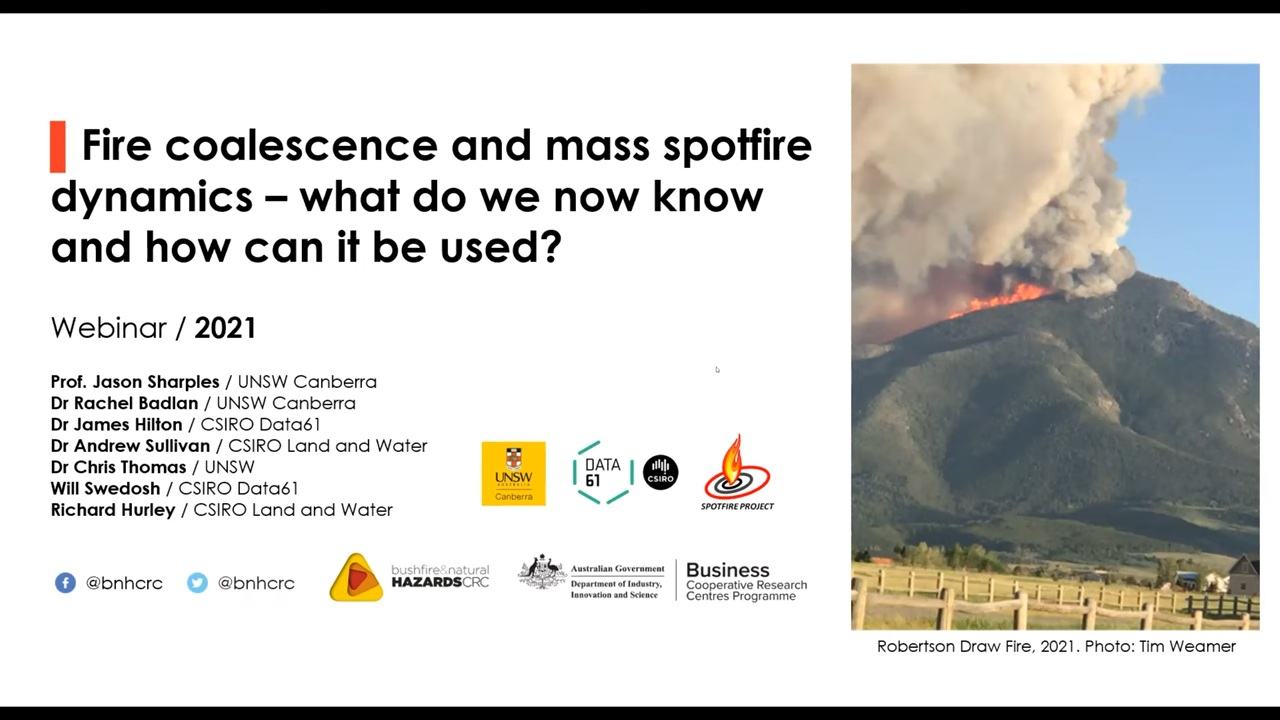 Fire coalescence and mass spotfire
dynamics – what do we now know
and how can it be used?
Webinar / 2021
Prof. Jason Sharples / UNSW Canberra
Dr Rachel Badlan / UNSW Canberra
Dr James Hilton / CSIRO Data61
Dr Andrew Sullivan / CSIRO Land and Water
Dr Chris Thomas / UNSW
Will Swedosh / CSIRO Data61
Richard Hurley / CSIRO Land and Water
UNSW
AUSTRALIA
Canberra
DATA
61
CSIRO
SPOTFIRE PROJECT
@bnhcrc
@bnhcrc
bushfire&natural
HAZARDSCRC
Australian Government
Department of Industry,
Innovation and Science
Business
Cooperative Research
Centres Programme
Robertson Draw Fire, 2021. Photo: Tim Weamer